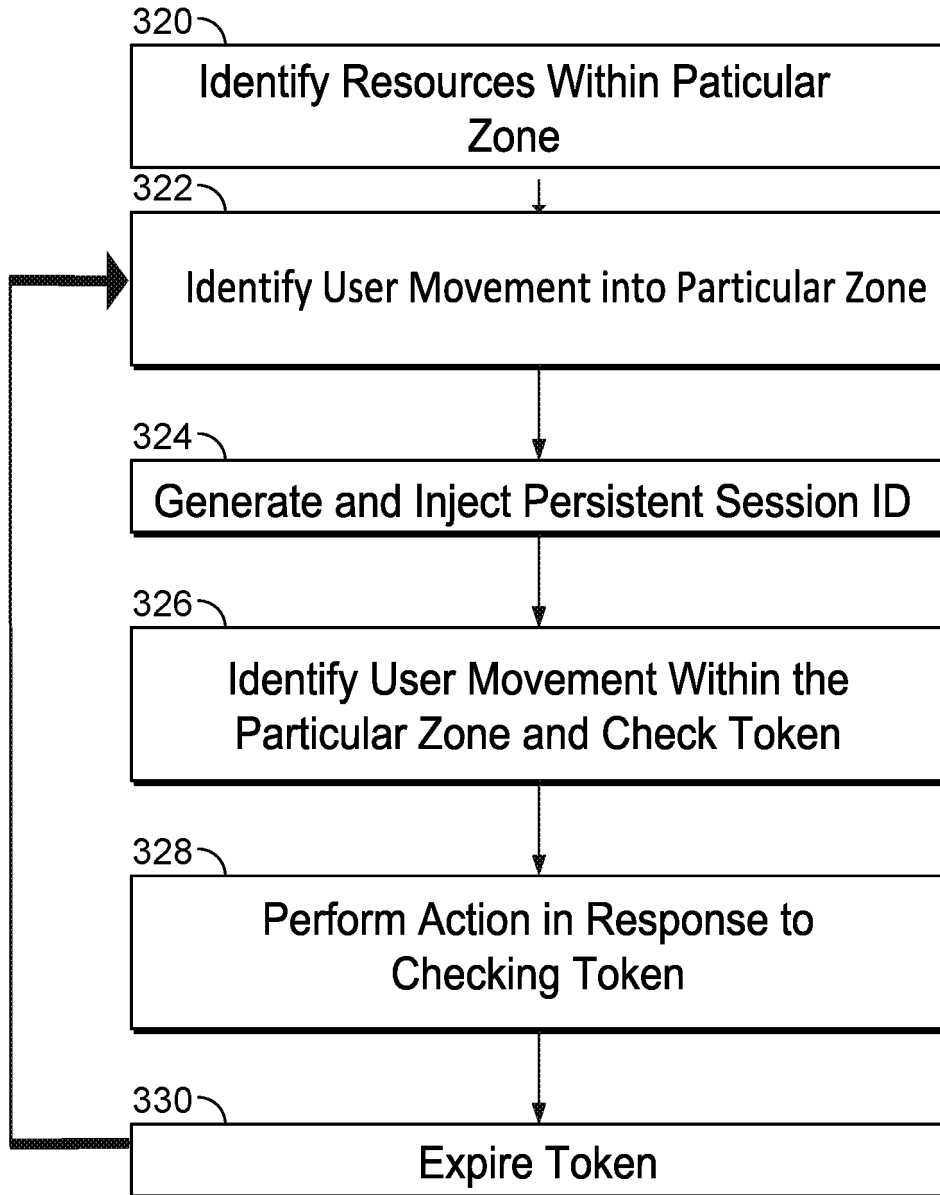 320
Identify Resources Within Paticular
Zone
322
Identify User Movement into Particular Zone
324
Generate and Inject Persistent Session ID
326
Identify User Movement Within the
Particular Zone and Check Token
328
Perform Action in Response to
Checking Token
330
Expire Token